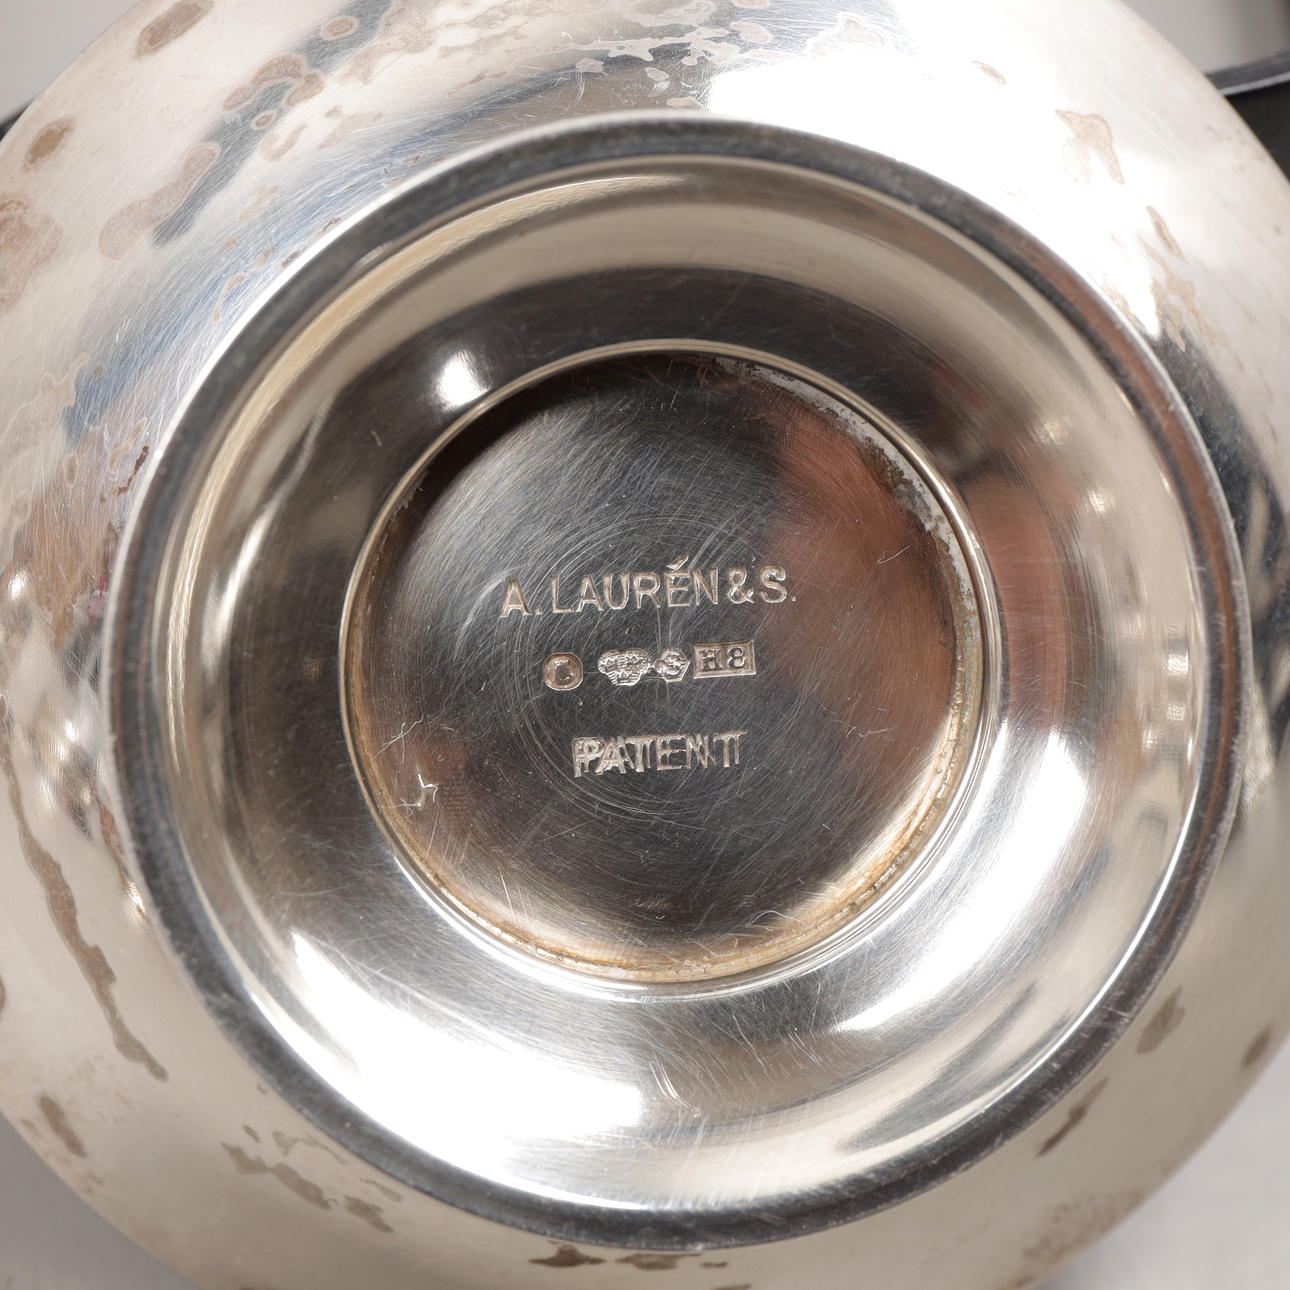 A. LAURÉN & S.
S H8
PATENT